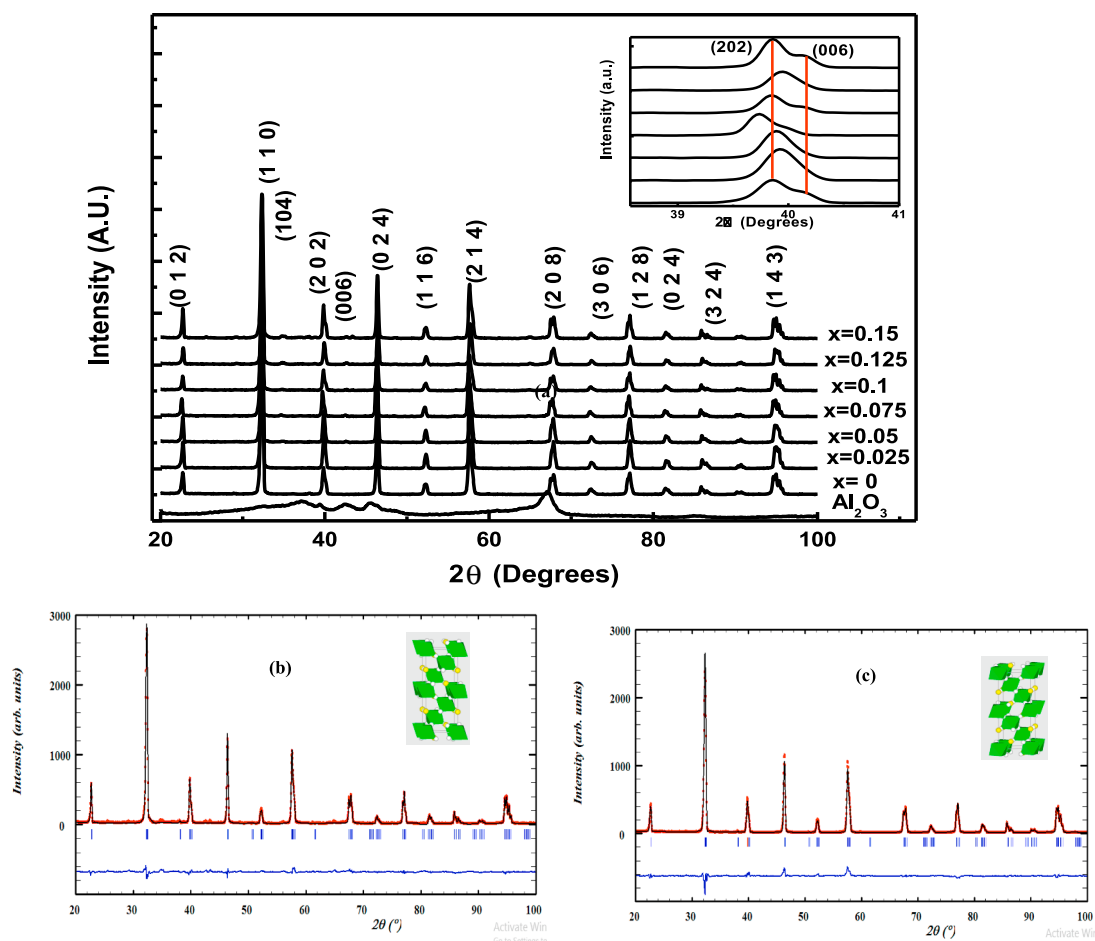 (202)
(006)
Intensity (a.u.)
39
40
41
2 (Degrees)
Intensity (A.U.)
(0 1 2)
(1 1 0)
(104)
(2 0 2)
(006)
(0 2 4)
(1 1 6)
(2 1 4)
(2 0 8)
(3 0 6)
(1 2 8)
(0 2 4)
(3 2 4)
(1 4 3)
x=0.15
x=0.125
x=0.1
(a)
x=0.075
x=0.05
x=0.025
x= 0
Al2O3
20
40
60
80
100
2θ (Degrees)
3000
2000
1000
0
Intensity (arb. units)
(b)
20 30 40 50 60 70 80 90 100
2θ (°)
Activate Win
3000
2000
1000
0
Intensity (arb. units)
(c)
20 30 40 50 60 70 80 90 100
2θ (°)
Activate Win